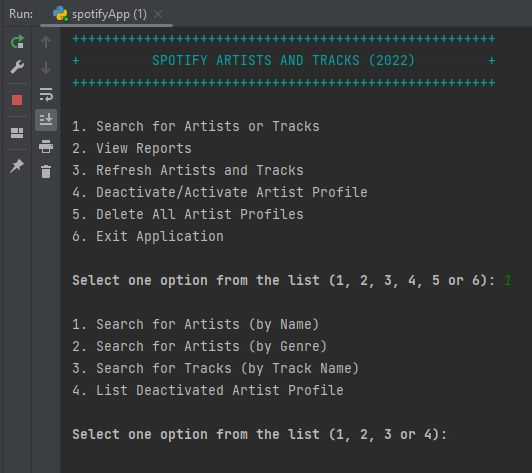 Run: spotifyApp (1)
++++++++++++++++++++++++++++++++++++++++++++++++++++
+ SPOTIFY ARTISTS AND TRACKS (2022) +
++++++++++++++++++++++++++++++++++++++++++++++++++++
1. Search for Artists or Tracks
2. View Reports
3. Refresh Artists and Tracks
4. Deactivate/Activate Artist Profile
5. Delete All Artist Profiles
6. Exit Application
Select one option from the list (1, 2, 3, 4, 5 or 6): 1
1. Search for Artists (by Name)
2. Search for Artists (by Genre)
3. Search for Tracks (by Track Name)
4. List Deactivated Artist Profile
Select one option from the list (1, 2, 3 or 4):